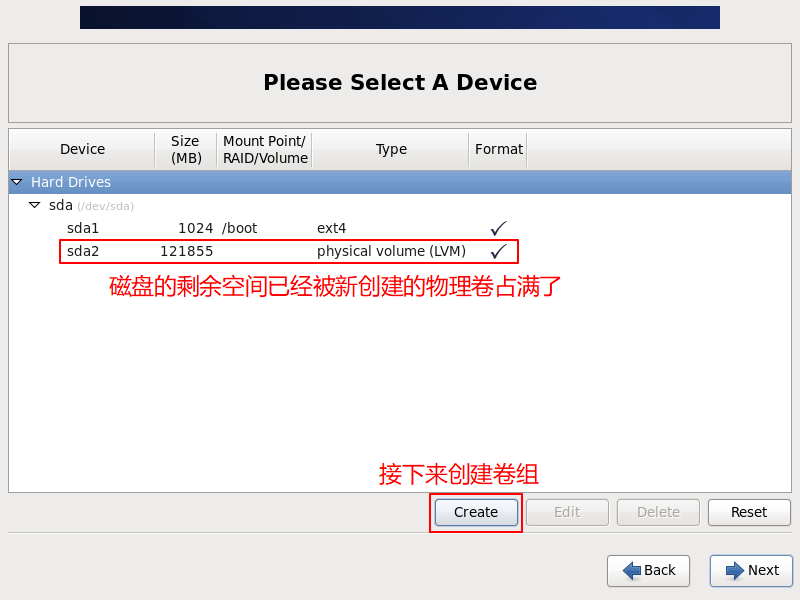 Please Select A Device
Device Size (MB) Mount Point/ RAID/Volume Type Format
Hard Drives
sda (/dev/sda)
sda1 1024 /boot ext4
sda2 121855 physical volume (LVM)
磁盘的剩余空间已经被新创建的物理卷占满了
接下来创建卷组
Create Edit Delete Reset
Back Next